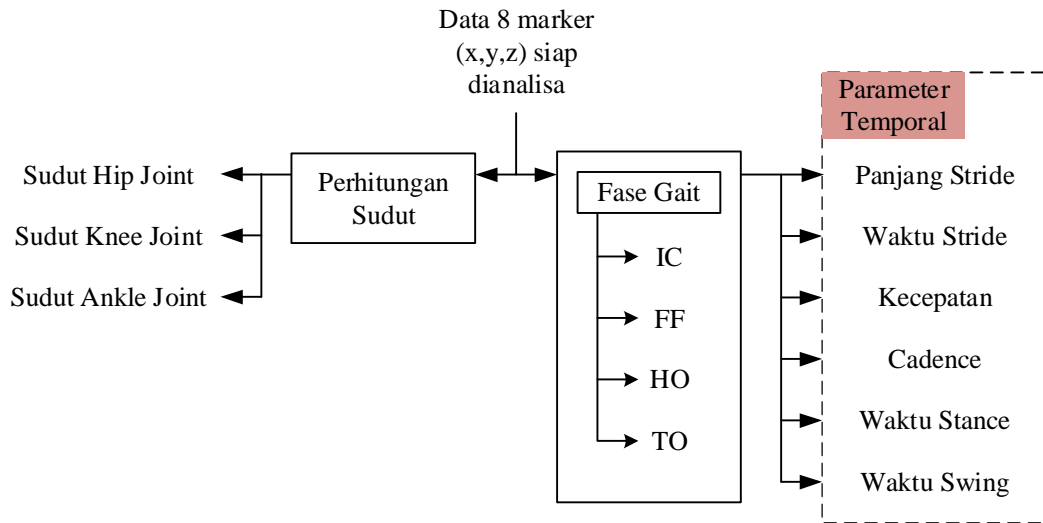 Data 8 marker
(x,y,z) siap
dianalisa
Sudut Hip Joint
Sudut Knee Joint
Sudut Ankle Joint
Perhitungan
Sudut
Fase Gait
IC
FF
HO
TO
Parameter
Temporal
Panjang Stride
Waktu Stride
Kecepatan
Cadence
Waktu Stance
Waktu Swing